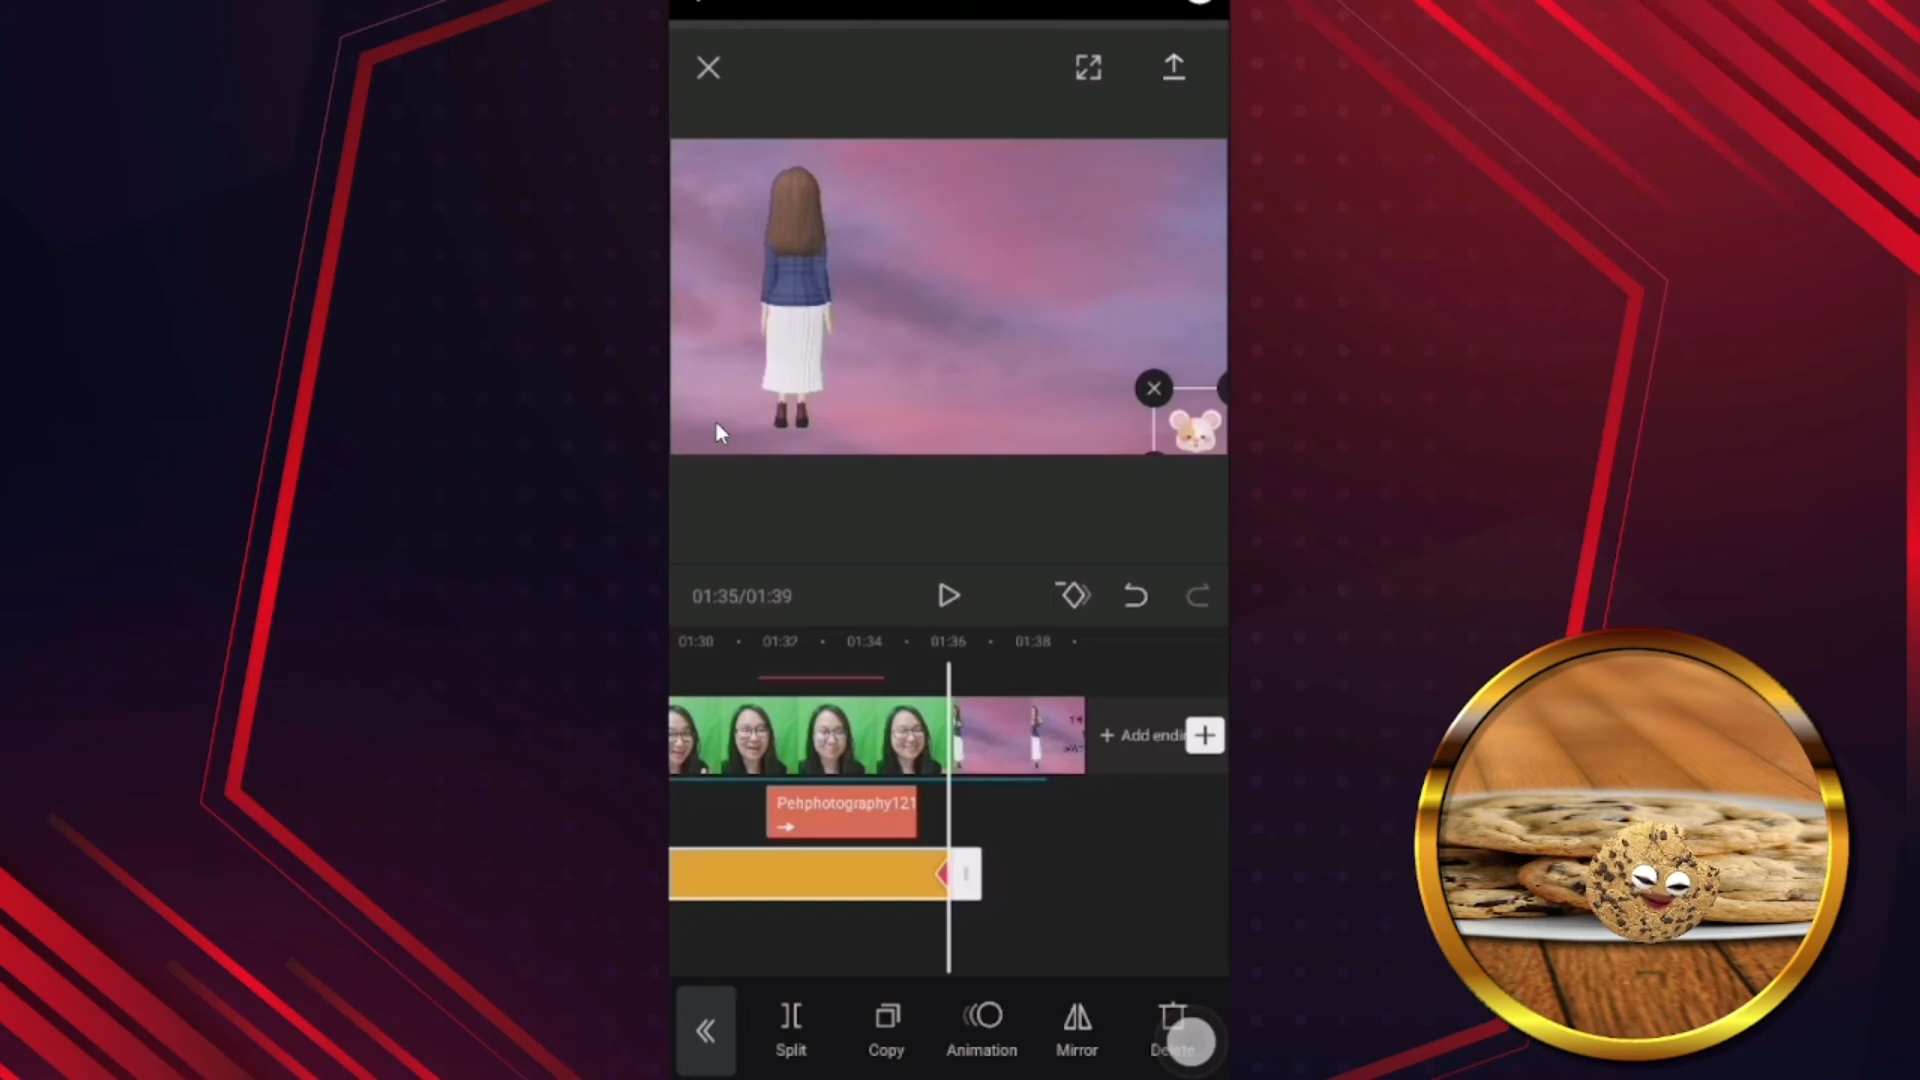 01:35/01:39
01:30 01:32 01:34 01:36 01:38
+ Add endi
Pehphotography121
Split Copy Animation Mirror Delete